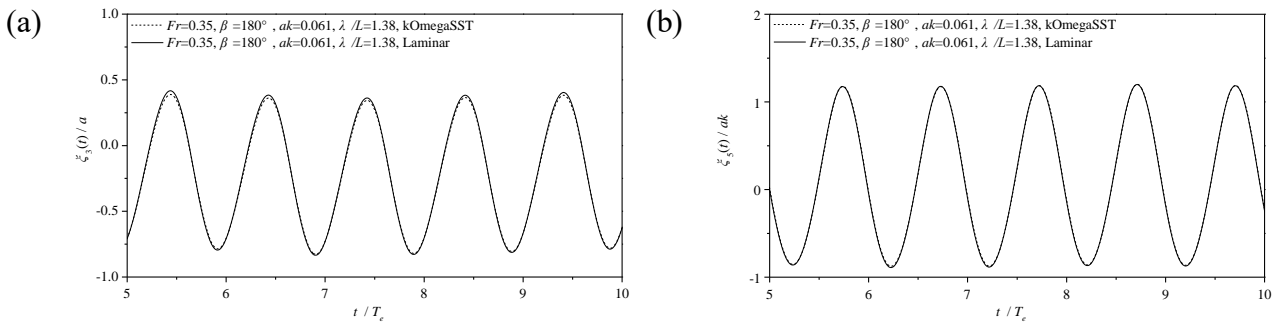 (a)
Fr=0.35, β =180° , ak=0.061, λ /L=1.38, kOmegaSST
Fr=0.35, β =180° , ak=0.061, λ /L=1.38, Laminar
1.0
0.5
0.0
-0.5
-1.0
ξ₃(t) / a
5 6 7 8 9 10
t / Tₑ
(b)
Fr=0.35, β =180° , ak=0.061, λ /L=1.38, kOmegaSST
Fr=0.35, β =180° , ak=0.061, λ /L=1.38, Laminar
2
1
0
-1
ξ₅(t) / ak
5 6 7 8 9 10
t / Tₑ